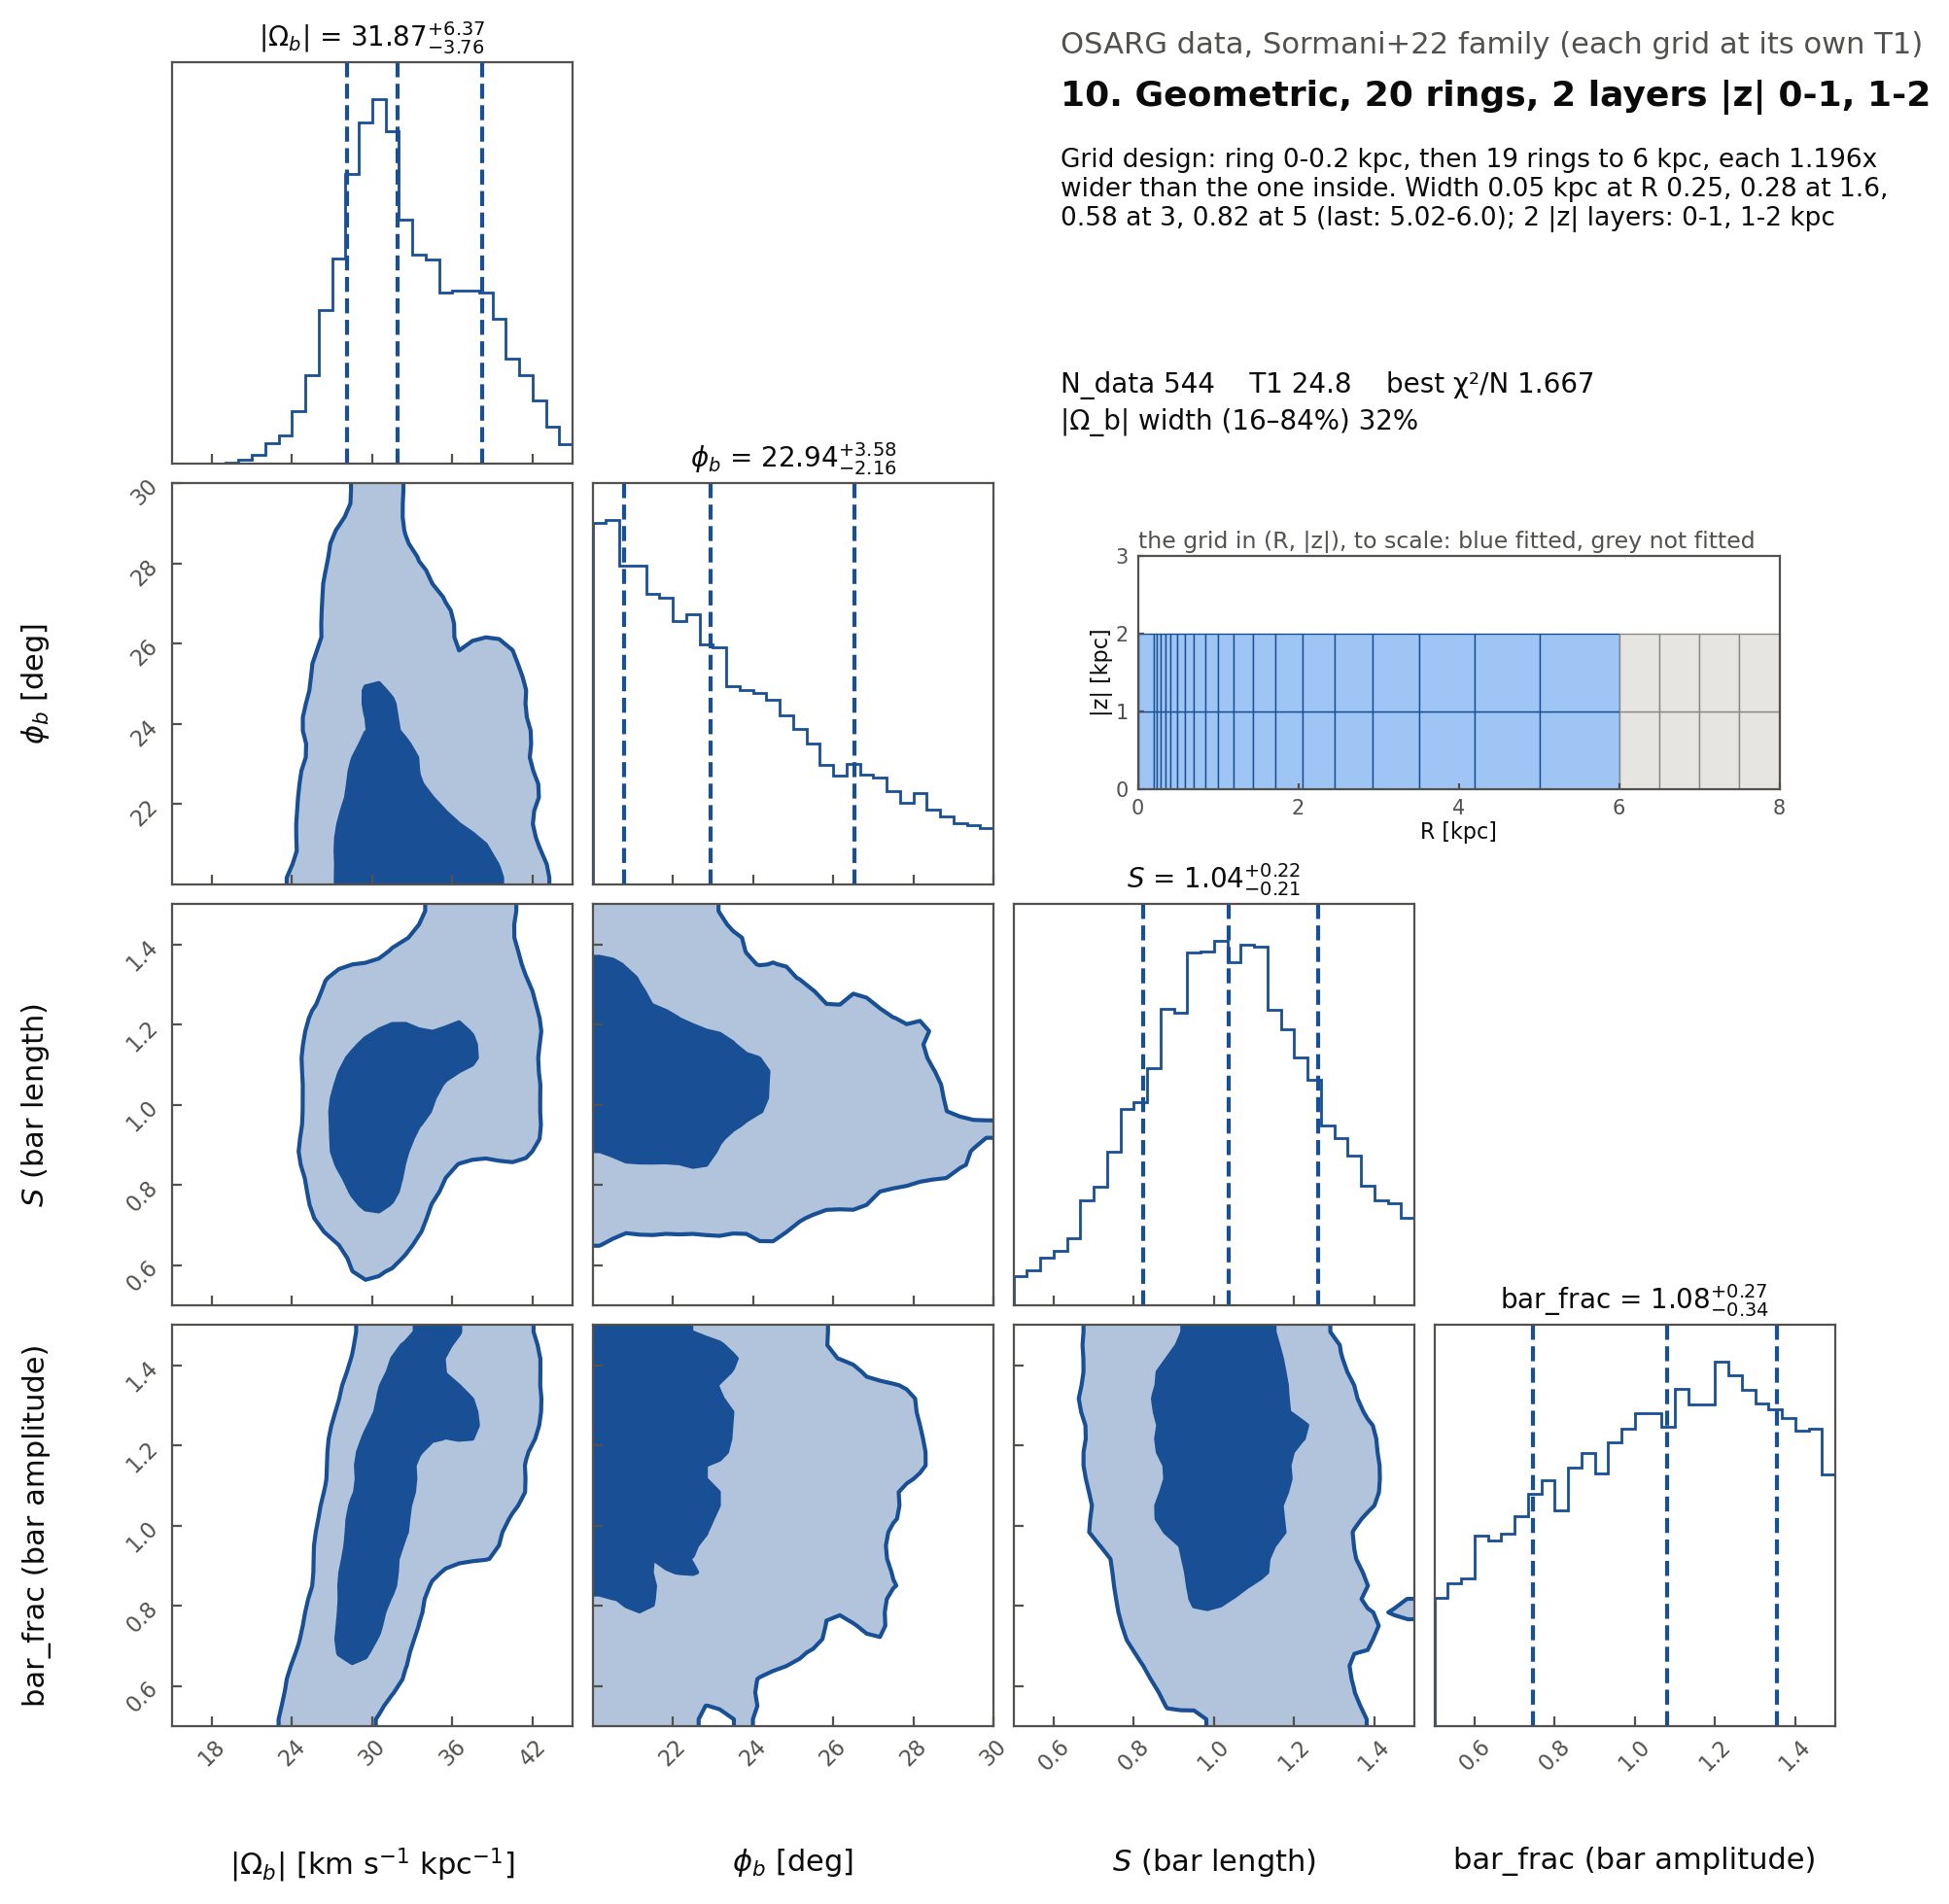 OSARG data, Sormani+22 family (each grid at its own T1)
10. Geometric, 20 rings, 2 layers |z| 0-1, 1-2
Grid design: ring 0-0.2 kpc, then 19 rings to 6 kpc, each 1.196x
wider than the one inside. Width 0.05 kpc at R 0.25, 0.28 at 1.6,
0.58 at 3, 0.82 at 5 (last: 5.02-6.0); 2 |z| layers: 0-1, 1-2 kpc
N_data 544 T1 24.8 best χ²/N 1.667
|Ω_b| width (16–84%) 32%
|Ω_b| = 31.87 +6.37 −3.76
ϕ_b = 22.94 +3.58 −2.16
the grid in (R, |z|), to scale: blue fitted, grey not fitted
3
2
1
0
|z| [kpc]
0 2 4 6 8
R [kpc]
S = 1.04 +0.22 −0.21
bar_frac = 1.08 +0.27 −0.34
ϕ_b [deg]
30
28
26
24
22
S (bar length)
1.4
1.2
1.0
0.8
0.6
bar_frac (bar amplitude)
1.4
1.2
1.0
0.8
0.6
18 24 30 36 42
22 24 26 28 30
0.6 0.8 1.0 1.2 1.4
0.6 0.8 1.0 1.2 1.4
|Ω_b| [km s⁻¹ kpc⁻¹]
ϕ_b [deg]
S (bar length)
bar_frac (bar amplitude)